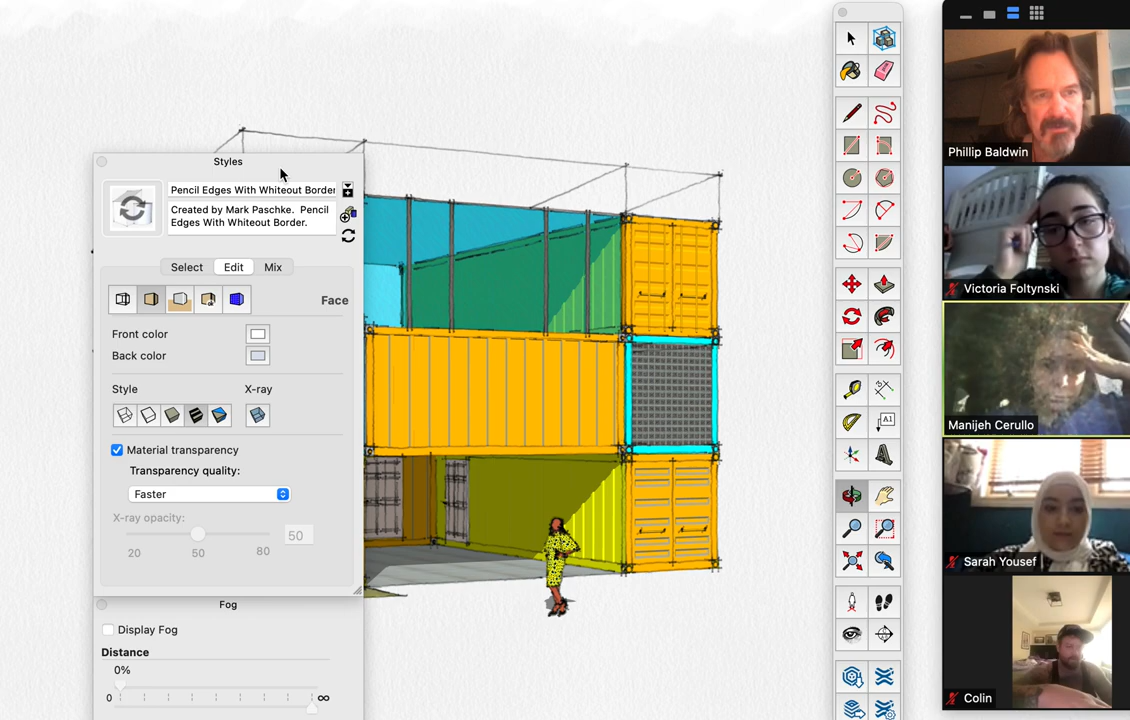 Styles
Pencil Edges With Whiteout Border
Created by Mark Paschke.  Pencil
Edges With Whiteout Border.
Select
Edit
Mix
Face
Front color
Back color
Style
X-ray
Material transparency
Transparency quality:
Faster
X-ray opacity:
50
20
50
80
Fog
Display Fog
Distance
0%
0
∞
A1
Phillip Baldwin
Victoria Foltynski
Manijeh Cerullo
Sarah Yousef
Colin